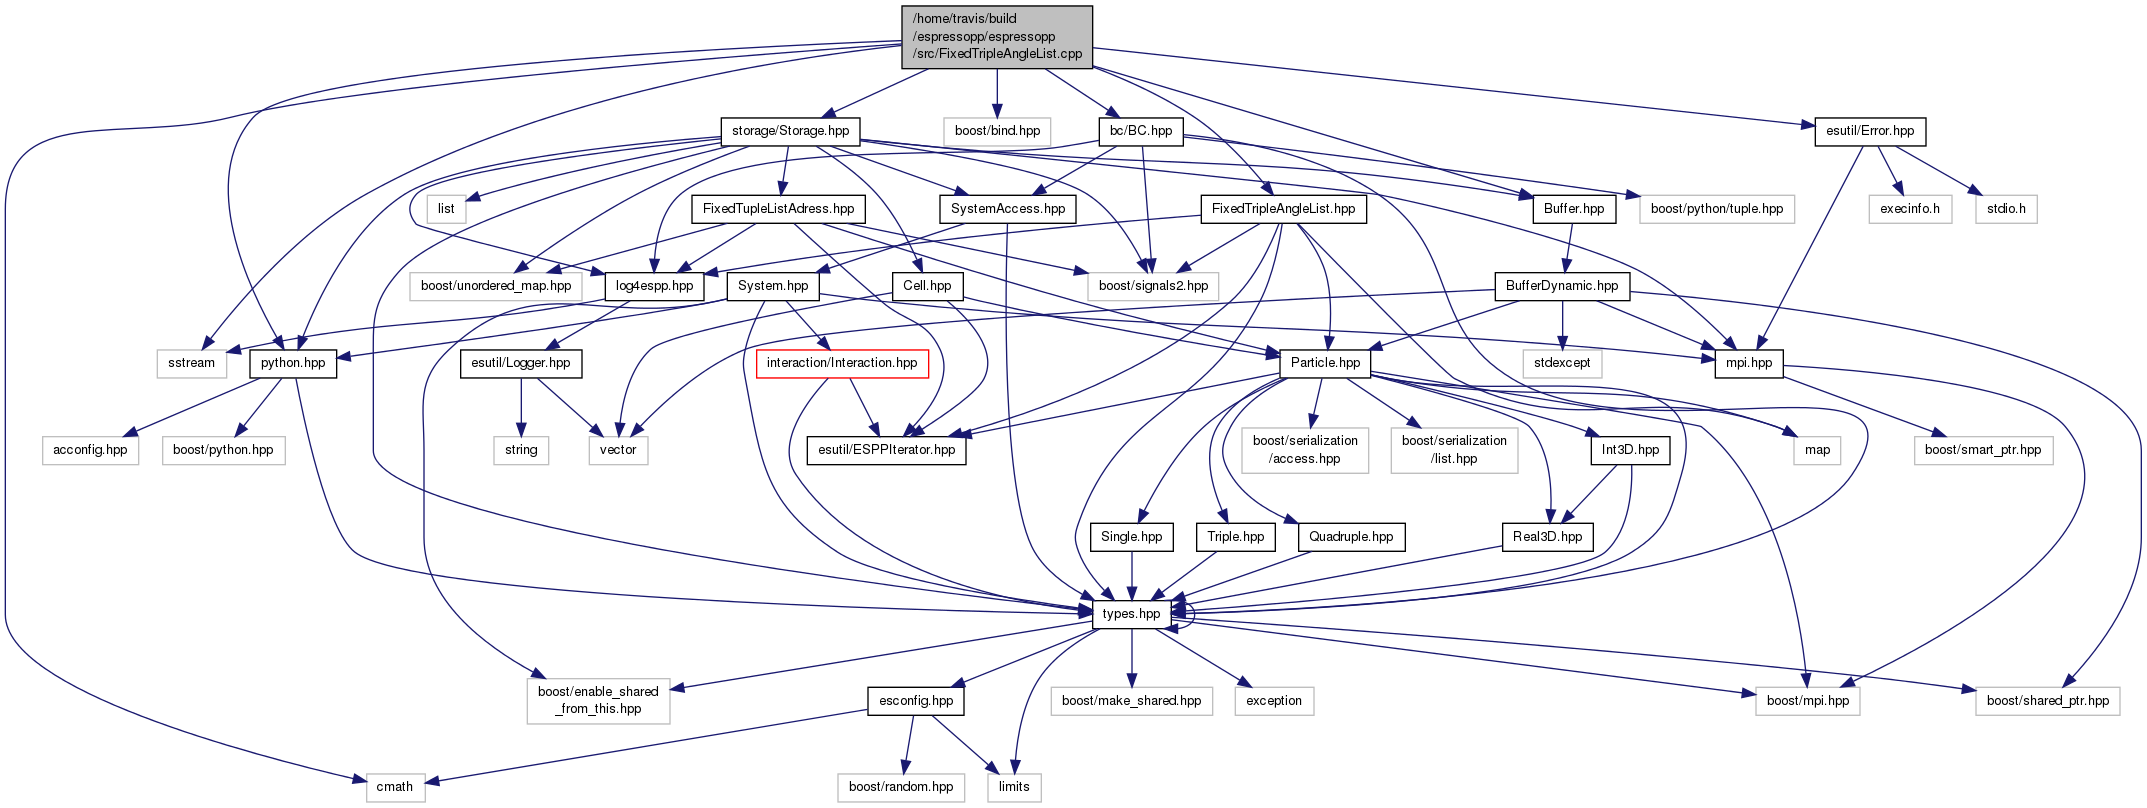 /home/travis/build
/espressopp/espressopp
/src/FixedTripleAngleList.cpp
storage/Storage.hpp
boost/bind.hpp
bc/BC.hpp
esutil/Error.hpp
list
FixedTupleListAdress.hpp
SystemAccess.hpp
FixedTripleAngleList.hpp
Buffer.hpp
boost/python/tuple.hpp
execinfo.h
stdio.h
boost/unordered_map.hpp
log4espp.hpp
System.hpp
Cell.hpp
boost/signals2.hpp
BufferDynamic.hpp
sstream
python.hpp
esutil/Logger.hpp
interaction/Interaction.hpp
Particle.hpp
stdexcept
mpi.hpp
acconfig.hpp
boost/python.hpp
string
vector
esutil/ESPPIterator.hpp
boost/serialization
/access.hpp
boost/serialization
/list.hpp
Int3D.hpp
map
boost/smart_ptr.hpp
Single.hpp
Triple.hpp
Quadruple.hpp
Real3D.hpp
types.hpp
boost/enable_shared
_from_this.hpp
esconfig.hpp
boost/make_shared.hpp
exception
boost/mpi.hpp
boost/shared_ptr.hpp
cmath
boost/random.hpp
limits